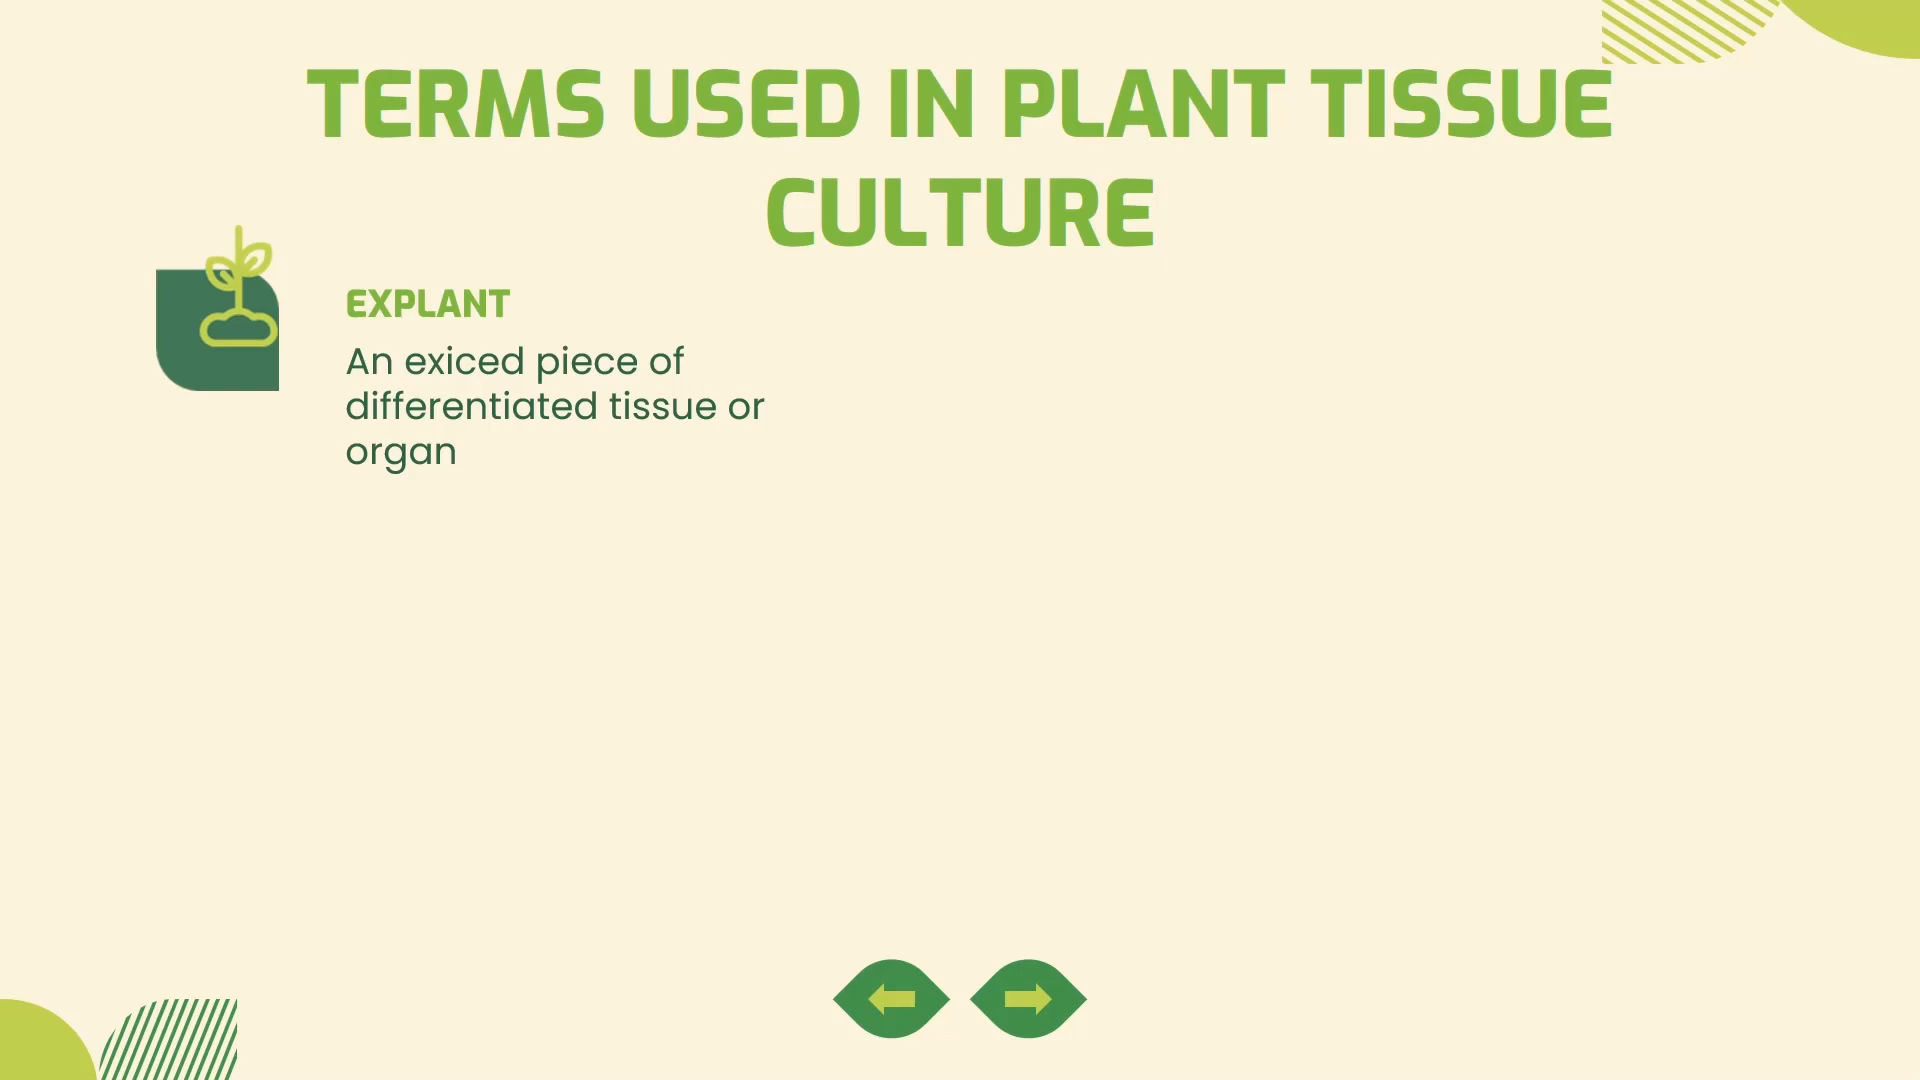 TERMS USED IN PLANT TISSUE
CULTURE
EXPLANT
An exiced piece of
differentiated tissue or
organ